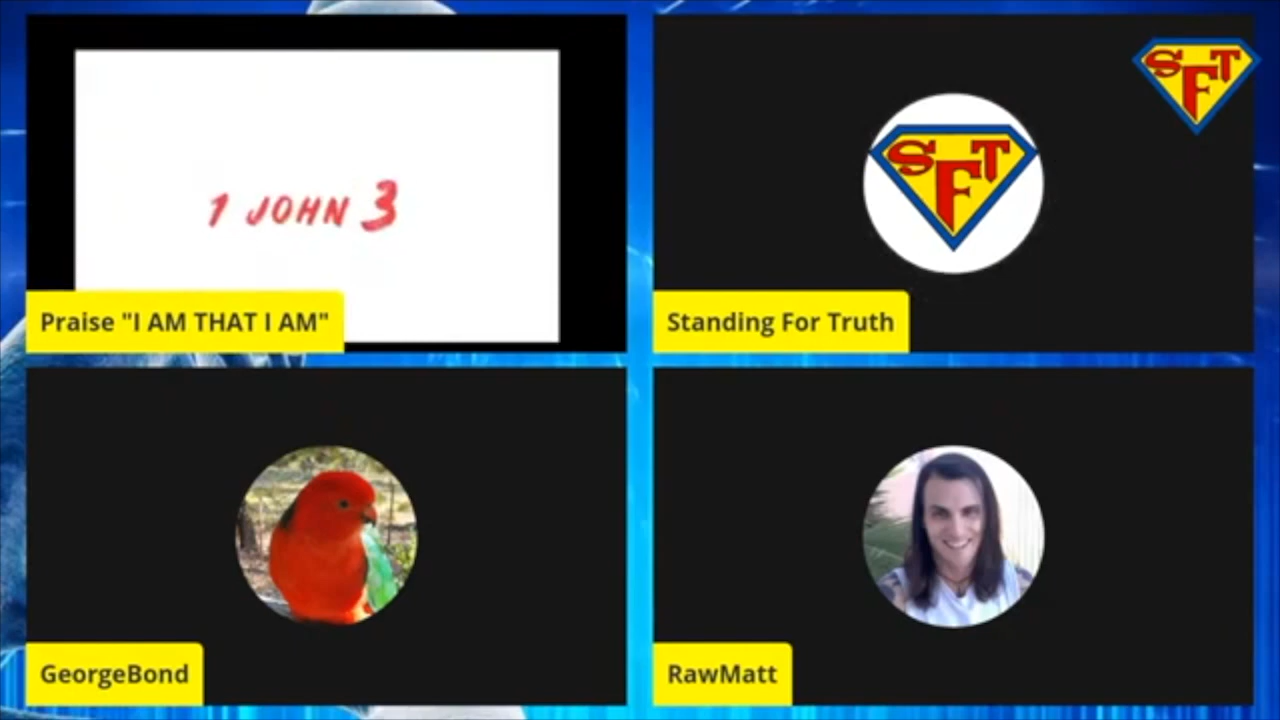 1 JOHN 3
Praise "I AM THAT I AM"
SFT
SFT
Standing For Truth
GeorgeBond
RawMatt